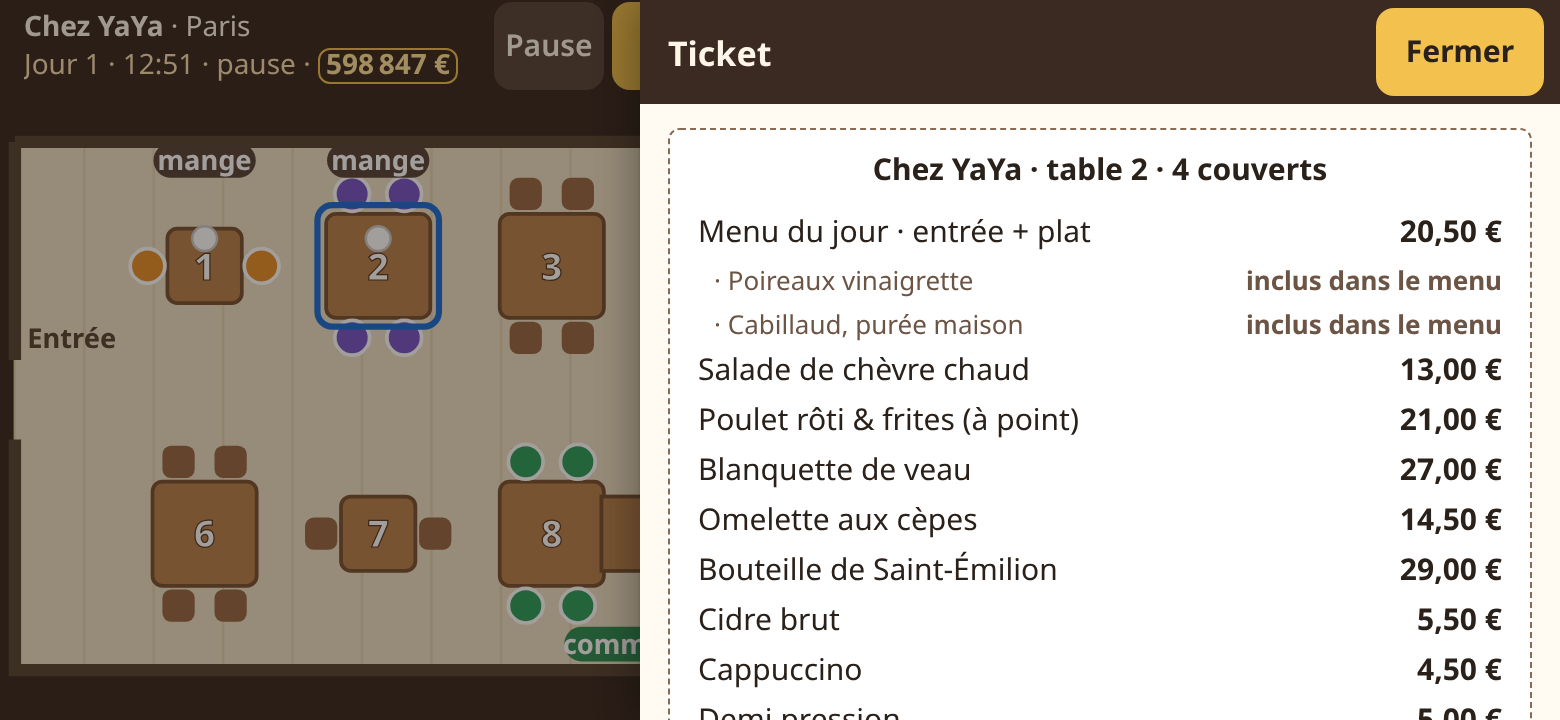 Chez YaYa · Paris
Jour 1 · 12:51 · pause · 598 847 €
Pause
mange
mange
1
2
3
Entrée
6
7
8
Ticket
Fermer
Chez YaYa · table 2 · 4 couverts
Menu du jour · entrée + plat 20,50 €
· Poireaux vinaigrette inclus dans le menu
· Cabillaud, purée maison inclus dans le menu
Salade de chèvre chaud 13,00 €
Poulet rôti & frites (à point) 21,00 €
Blanquette de veau 27,00 €
Omelette aux cèpes 14,50 €
Bouteille de Saint-Émilion 29,00 €
Cidre brut 5,50 €
Cappuccino 4,50 €
Demi pression 5,00 €